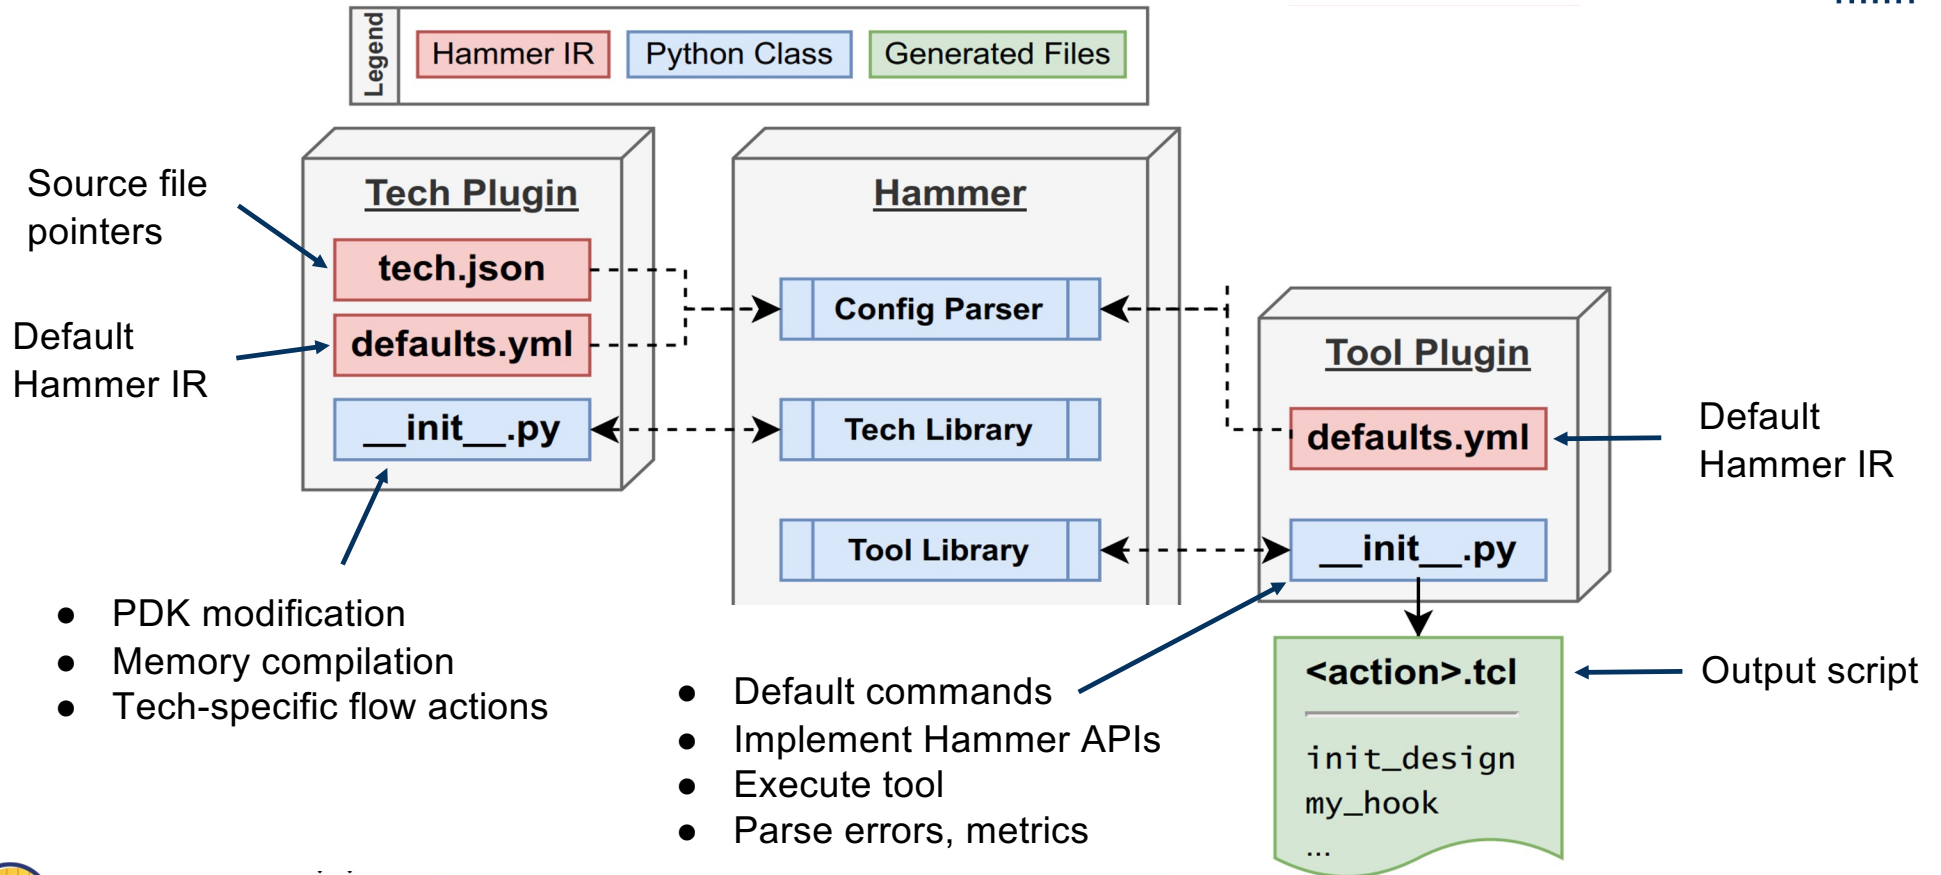 Legend
Hammer IR
Python Class
Generated Files
Source file
pointers
Default
Hammer IR
Tech Plugin
tech.json
defaults.yml
__init__.py
Hammer
Config Parser
Tech Library
Tool Library
Tool Plugin
defaults.yml
__init__.py
Default
Hammer IR
● PDK modification
● Memory compilation
● Tech-specific flow actions
● Default commands
● Implement Hammer APIs
● Execute tool
● Parse errors, metrics
<action>.tcl
init_design
my_hook
...
Output script